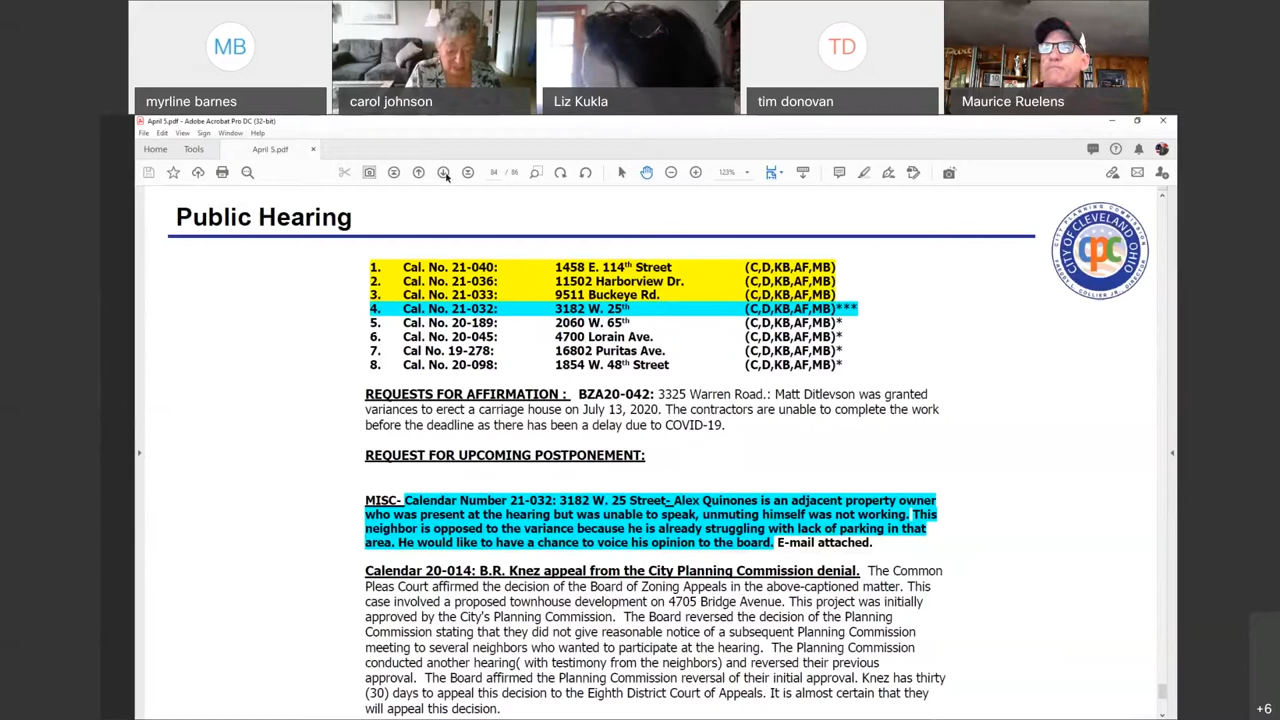 MB
TD
myrline barnes
carol johnson
Liz Kukla
tim donovan
Maurice Ruelens
April 5.pdf - Adobe Acrobat Pro DC (32-bit)
File Edit View Sign Window Help
Home Tools April 5.pdf ×
84 / 86 123%
Public Hearing
CITY PLANNING COMMISSION
CITY OF CLEVELAND OHIO
cpc
FREDDY L. COLLIER JR, DIRECTOR
1. Cal. No. 21-040: 1458 E. 114th Street (C,D,KB,AF,MB)
2. Cal. No. 21-036: 11502 Harborview Dr. (C,D,KB,AF,MB)
3. Cal. No. 21-033: 9511 Buckeye Rd. (C,D,KB,AF,MB)
4. Cal. No. 21-032: 3182 W. 25th (C,D,KB,AF,MB)***
5. Cal. No. 20-189: 2060 W. 65th (C,D,KB,AF,MB)*
6. Cal. No. 20-045: 4700 Lorain Ave. (C,D,KB,AF,MB)*
7. Cal No. 19-278: 16802 Puritas Ave. (C,D,KB,AF,MB)*
8. Cal. No. 20-098: 1854 W. 48th Street (C,D,KB,AF,MB)*
REQUESTS FOR AFFIRMATION : BZA20-042: 3325 Warren Road.: Matt Ditlevson was granted
variances to erect a carriage house on July 13, 2020. The contractors are unable to complete the work
before the deadline as there has been a delay due to COVID-19.
REQUEST FOR UPCOMING POSTPONEMENT:
MISC- Calendar Number 21-032: 3182 W. 25 Street- Alex Quinones is an adjacent property owner
who was present at the hearing but was unable to speak, unmuting himself was not working. This
neighbor is opposed to the variance because he is already struggling with lack of parking in that
area. He would like to have a chance to voice his opinion to the board. E-mail attached.
Calendar 20-014: B.R. Knez appeal from the City Planning Commission denial. The Common
Pleas Court affirmed the decision of the Board of Zoning Appeals in the above-captioned matter. This
case involved a proposed townhouse development on 4705 Bridge Avenue. This project was initially
approved by the City's Planning Commission. The Board reversed the decision of the Planning
Commission stating that they did not give reasonable notice of a subsequent Planning Commission
meeting to several neighbors who wanted to participate at the hearing. The Planning Commission
conducted another hearing( with testimony from the neighbors) and reversed their previous
approval. The Board affirmed the Planning Commission reversal of their initial approval. Knez has thirty
(30) days to appeal this decision to the Eighth District Court of Appeals. It is almost certain that they
will appeal this decision.
+6